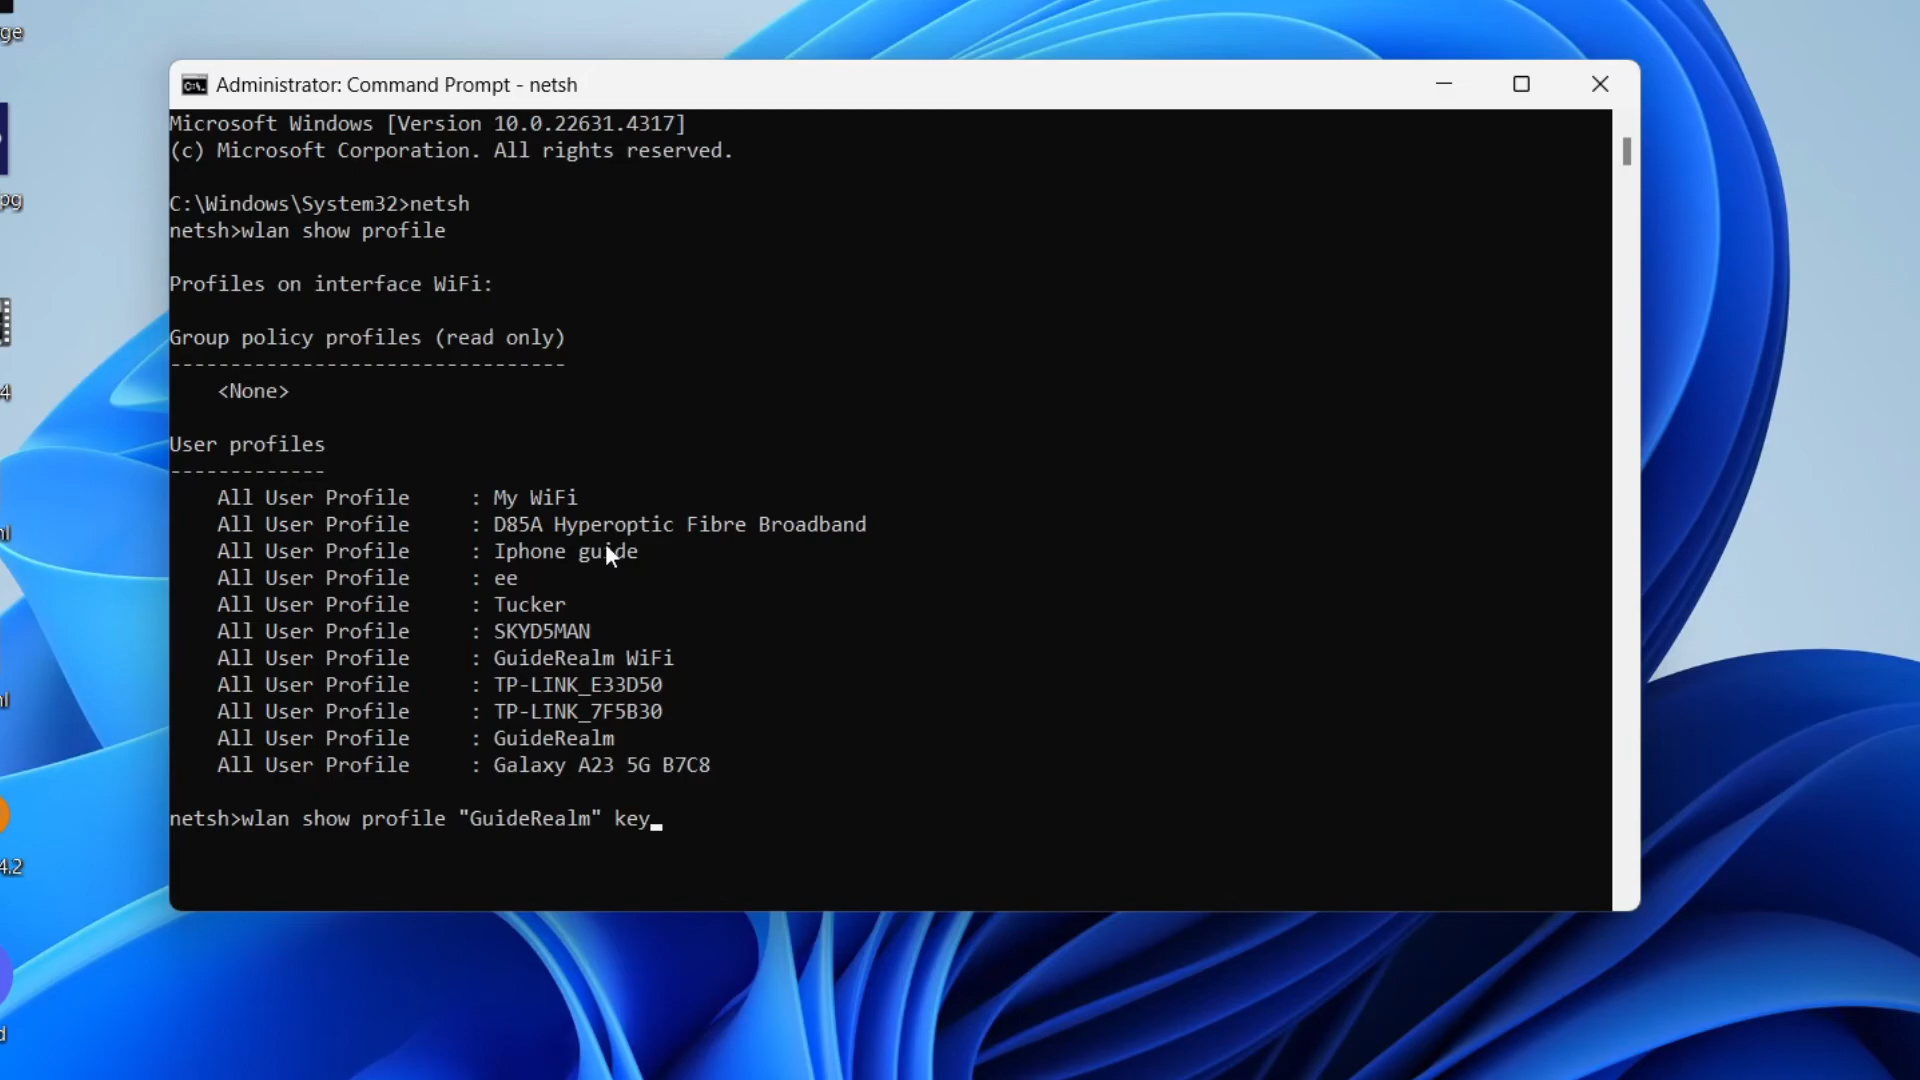 ge
Administrator: Command Prompt - netsh
Microsoft Windows [Version 10.0.22631.4317]
(c) Microsoft Corporation. All rights reserved.
pg
C:\Windows\System32>netsh
netsh>wlan show profile
Profiles on interface WiFi:
Group policy profiles (read only)
---------------------------------
<None>
4
User profiles
-------------
All User Profile     : My WiFi
All User Profile     : D85A Hyperoptic Fibre Broadband
All User Profile     : Iphone guide
All User Profile     : ee
All User Profile     : Tucker
All User Profile     : SKYD5MAN
All User Profile     : GuideRealm WiFi
All User Profile     : TP-LINK_E33D50
All User Profile     : TP-LINK_7F5B30
All User Profile     : GuideRealm
All User Profile     : Galaxy A23 5G B7C8
netsh>wlan show profile "GuideRealm" key
4.2